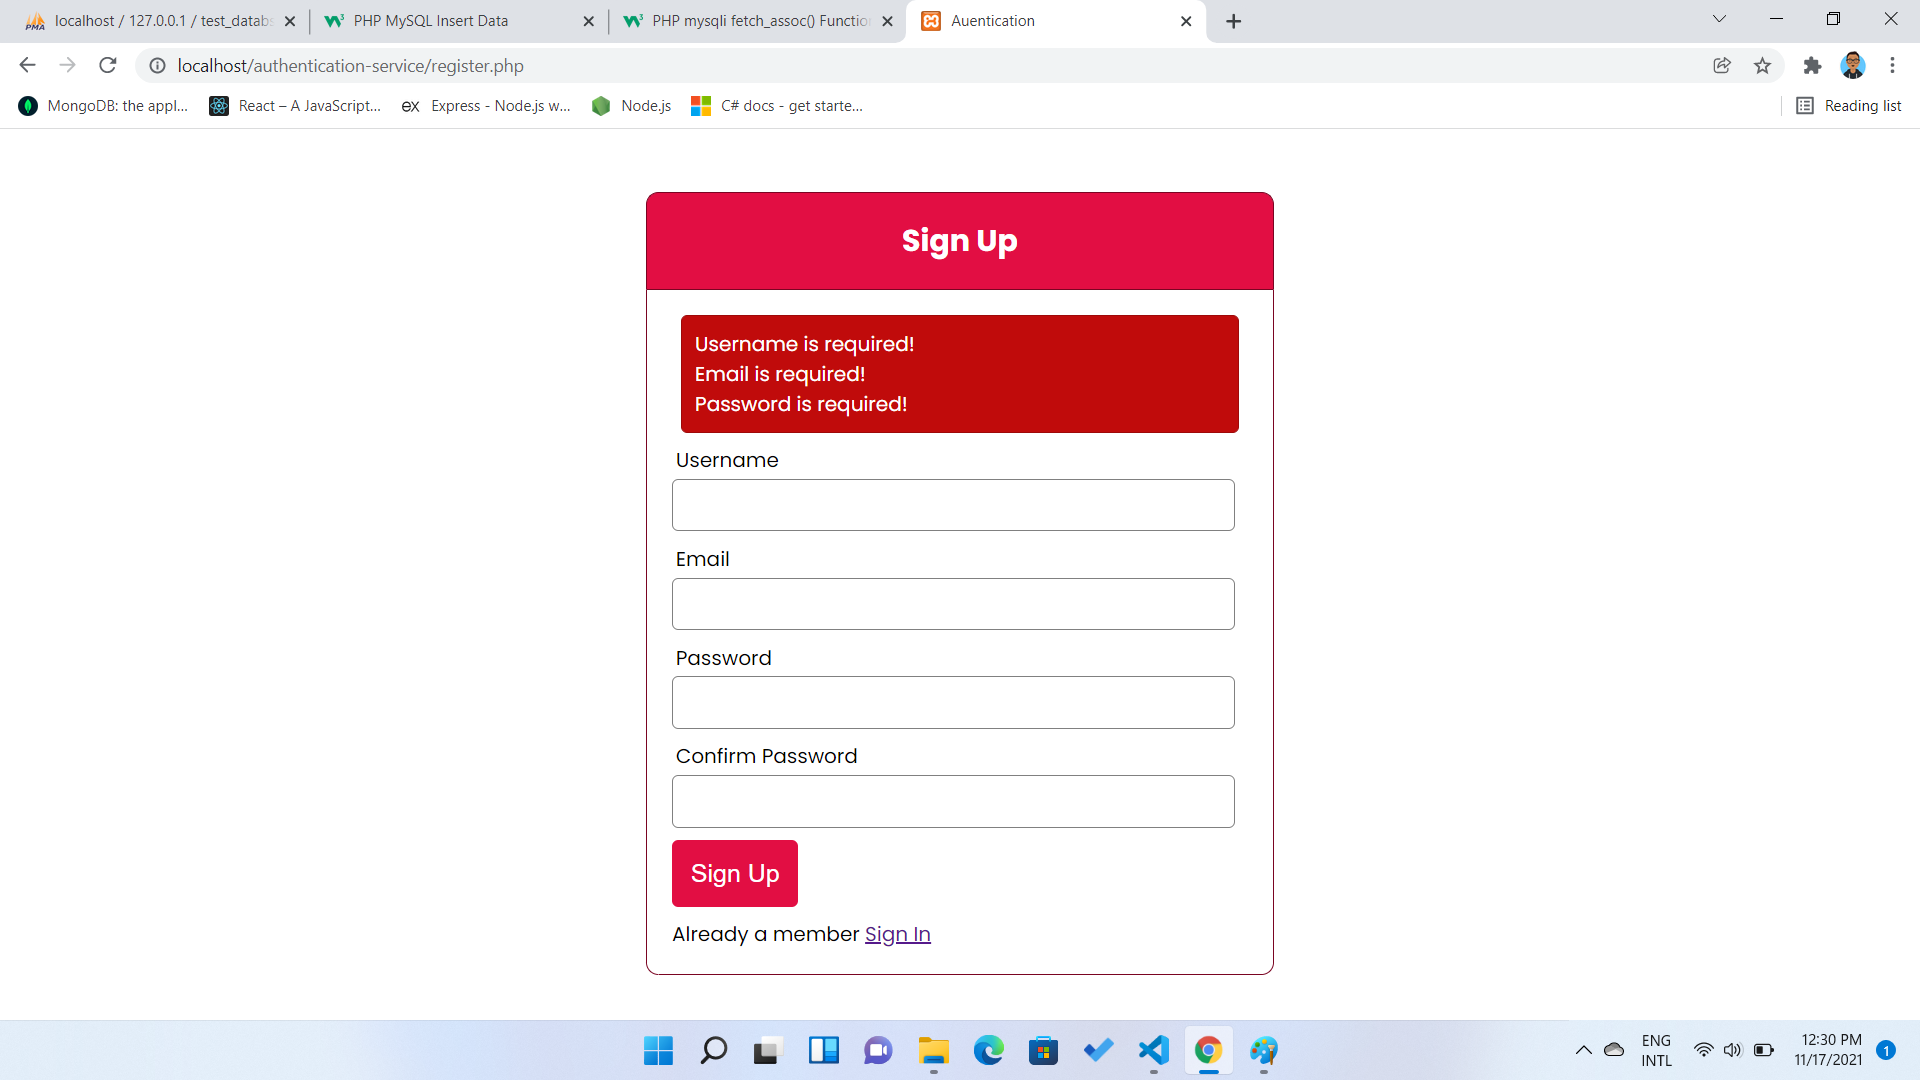 localhost / 127.0.0.1 / test_databs
PHP MySQL Insert Data
PHP mysqli fetch_assoc() Function
Auentication
localhost/authentication-service/register.php
MongoDB: the appl...
React – A JavaScript...
ex
Express - Node.js w...
Node.js
C# docs - get starte...
Reading list
Sign Up
Username is required!
Email is required!
Password is required!
Username
Email
Password
Confirm Password
Sign Up
Already a member Sign In
ENG
INTL
12:30 PM
11/17/2021
1